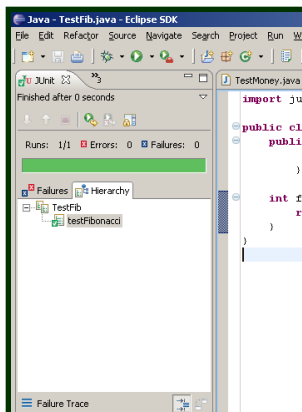 Java - TestFib.java - Eclipse SDK
File Edit Refactor Source Navigate Search Project Run W
JUnit
3
TestMoney.java
Finished after 0 seconds
Runs: 1/1 Errors: 0 Failures: 0
Failures Hierarchy
TestFib
testFibonacci
import ju
public cl
publi
}
int f
r
}
}
Failure Trace